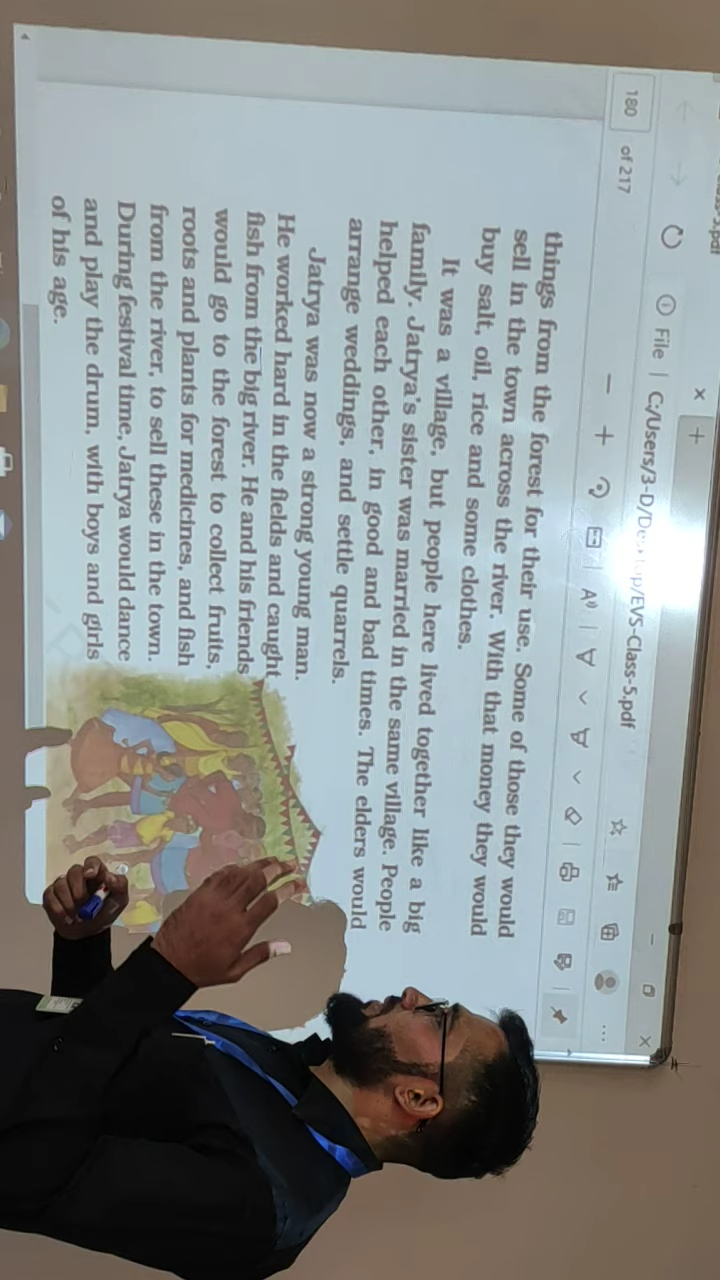 File | C:/Users/3-D/Desktop/EVS-Class-5.pdf
180 of 217
things from the forest for their use. Some of those they would
sell in the town across the river. With that money they would
buy salt, oil, rice and some clothes.
It was a village, but people here lived together like a big
family. Jatrya's sister was married in the same village. People
helped each other, in good and bad times. The elders would
arrange weddings, and settle quarrels.
Jatrya was now a strong young man.
He worked hard in the fields and caught
fish from the big river. He and his friends
would go to the forest to collect fruits,
roots and plants for medicines, and fish
from the river, to sell these in the town.
During festival time, Jatrya would dance
and play the drum, with boys and girls
of his age.